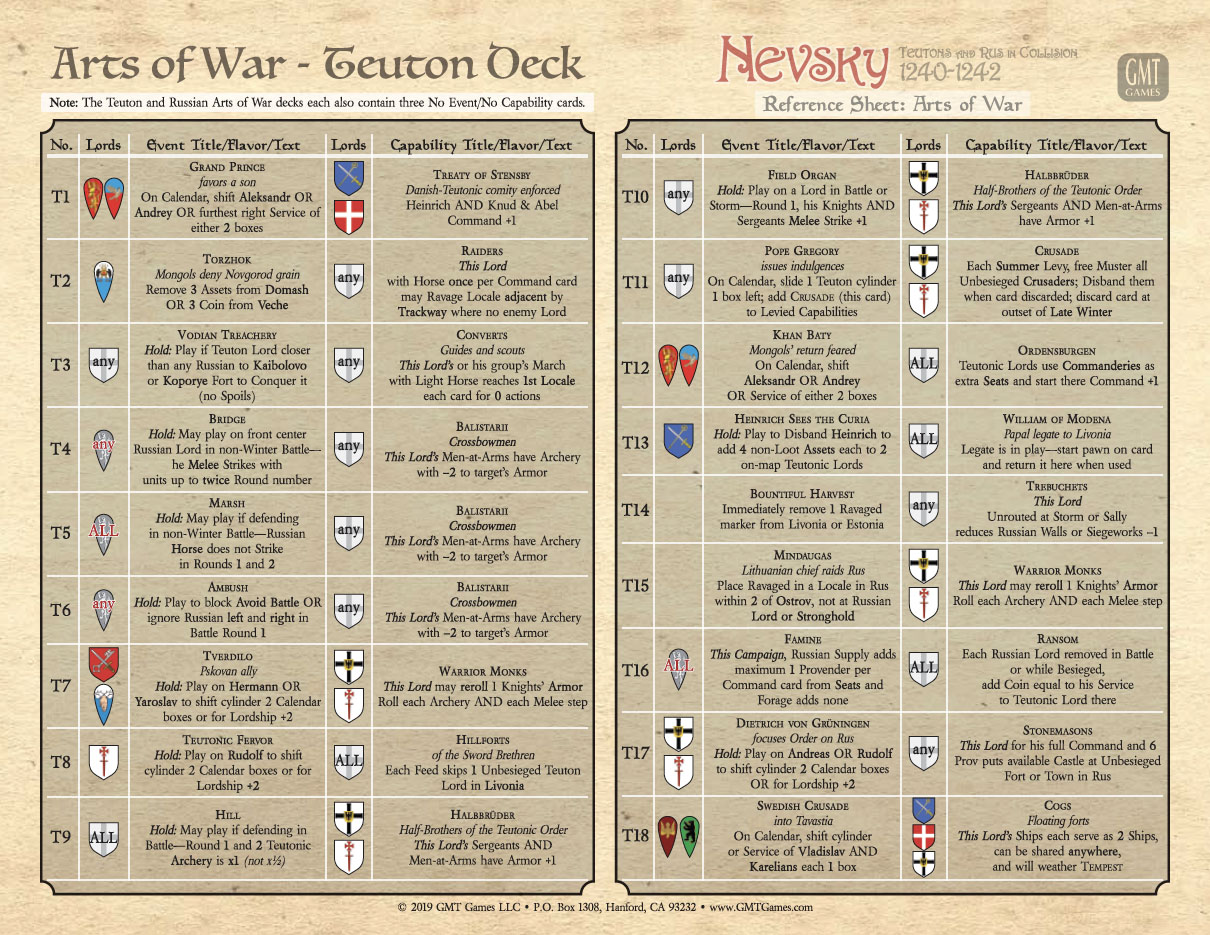 Arts of War - Teuton Deck
Note: The Teuton and Russian Arts of War decks each also contain three No Event/No Capability cards.
Nevsky
Teutons and Rus in Collision
1240-1242
GMT
GAMES
Reference Sheet: Arts of War
No. Lords Event Title/Flavor/Text Lords Capability Title/Flavor/Text
T1
Grand Prince
favors a son
On Calendar, shift Aleksandr OR
Andrey OR furthest right Service of
either 2 boxes
Treaty of Stensby
Danish-Teutonic comity enforced
Heinrich AND Knud & Abel
Command +1
T2
Torzhok
Mongols deny Novgorod grain
Remove 3 Assets from Domash
OR 3 Coin from Veche
any
Raiders
This Lord
with Horse once per Command card
may Ravage Locale adjacent by
Trackway where no enemy Lord
T3
any
Vodian Treachery
Hold: Play if Teuton Lord closer
than any Russian to Kaibolovo
or Koporye Fort to Conquer it
(no Spoils)
any
Converts
Guides and scouts
This Lord's or his group's March
with Light Horse reaches 1st Locale
each card for 0 actions
T4
any
Bridge
Hold: May play on front center
Russian Lord in non-Winter Battle—
he Melee Strikes with
units up to twice Round number
any
Balistarii
Crossbowmen
This Lord's Men-at-Arms have Archery
with –2 to target's Armor
T5
ALL
Marsh
Hold: May play if defending
in non-Winter Battle—Russian
Horse does not Strike
in Rounds 1 and 2
any
Balistarii
Crossbowmen
This Lord's Men-at-Arms have Archery
with –2 to target's Armor
T6
any
Ambush
Hold: Play to block Avoid Battle OR
ignore Russian left and right in
Battle Round 1
any
Balistarii
Crossbowmen
This Lord's Men-at-Arms have Archery
with –2 to target's Armor
T7
Tverdilo
Pskovan ally
Hold: Play on Hermann OR
Yaroslav to shift cylinder 2 Calendar
boxes or for Lordship +2
Warrior Monks
This Lord may reroll 1 Knights' Armor
Roll each Archery AND each Melee step
T8
Teutonic Fervor
Hold: Play on Rudolf to shift
cylinder 2 Calendar boxes or for
Lordship +2
ALL
Hillforts
of the Sword Brethren
Each Feed skips 1 Unbesieged Teuton
Lord in Livonia
T9
ALL
Hill
Hold: May play if defending in
Battle—Round 1 and 2 Teutonic
Archery is x1 (not x½)
Halbbrüder
Half-Brothers of the Teutonic Order
This Lord's Sergeants AND
Men-at-Arms have Armor +1
No. Lords Event Title/Flavor/Text Lords Capability Title/Flavor/Text
T10
any
Field Organ
Hold: Play on a Lord in Battle or
Storm—Round 1, his Knights AND
Sergeants Melee Strike +1
Halbbrüder
Half-Brothers of the Teutonic Order
This Lord's Sergeants AND Men-at-Arms
have Armor +1
T11
any
Pope Gregory
issues indulgences
On Calendar, slide 1 Teuton cylinder
1 box left; add Crusade (this card)
to Levied Capabilities
Crusade
Each Summer Levy, free Muster all
Unbesieged Crusaders; Disband them
when card discarded; discard card at
outset of Late Winter
T12
Khan Baty
Mongols' return feared
On Calendar, shift
Aleksandr OR Andrey
OR Service of either 2 boxes
ALL
Ordensburgen
Teutonic Lords use Commanderies as
extra Seats and start there Command +1
T13
Heinrich Sees the Curia
Hold: Play to Disband Heinrich to
add 4 non-Loot Assets each to 2
on-map Teutonic Lords
ALL
William of Modena
Papal legate to Livonia
Legate is in play—start pawn on card
and return it here when used
T14
Bountiful Harvest
Immediately remove 1 Ravaged
marker from Livonia or Estonia
any
Trebuchets
This Lord
Unrouted at Storm or Sally
reduces Russian Walls or Siegeworks –1
T15
Mindaugas
Lithuanian chief raids Rus
Place Ravaged in a Locale in Rus
within 2 of Ostrov, not at Russian
Lord or Stronghold
Warrior Monks
This Lord may reroll 1 Knights' Armor
Roll each Archery AND each Melee step
T16
ALL
Famine
This Campaign, Russian Supply adds
maximum 1 Provender per
Command card from Seats and
Forage adds none
ALL
Ransom
Each Russian Lord removed in Battle
or while Besieged,
add Coin equal to his Service
to Teutonic Lord there
T17
Dietrich von Grüningen
focuses Order on Rus
Hold: Play on Andreas OR Rudolf
to shift cylinder 2 Calendar boxes
OR for Lordship +2
any
Stonemasons
This Lord for his full Command and 6
Prov puts available Castle at Unbesieged
Fort or Town in Rus
T18
Swedish Crusade
into Tavastia
On Calendar, shift cylinder
or Service of Vladislav AND
Karelians each 1 box
Cogs
Floating forts
This Lord's Ships each serve as 2 Ships,
can be shared anywhere,
and will weather Tempest
© 2019 GMT Games LLC • P.O. Box 1308, Hanford, CA 93232 • www.GMTGames.com